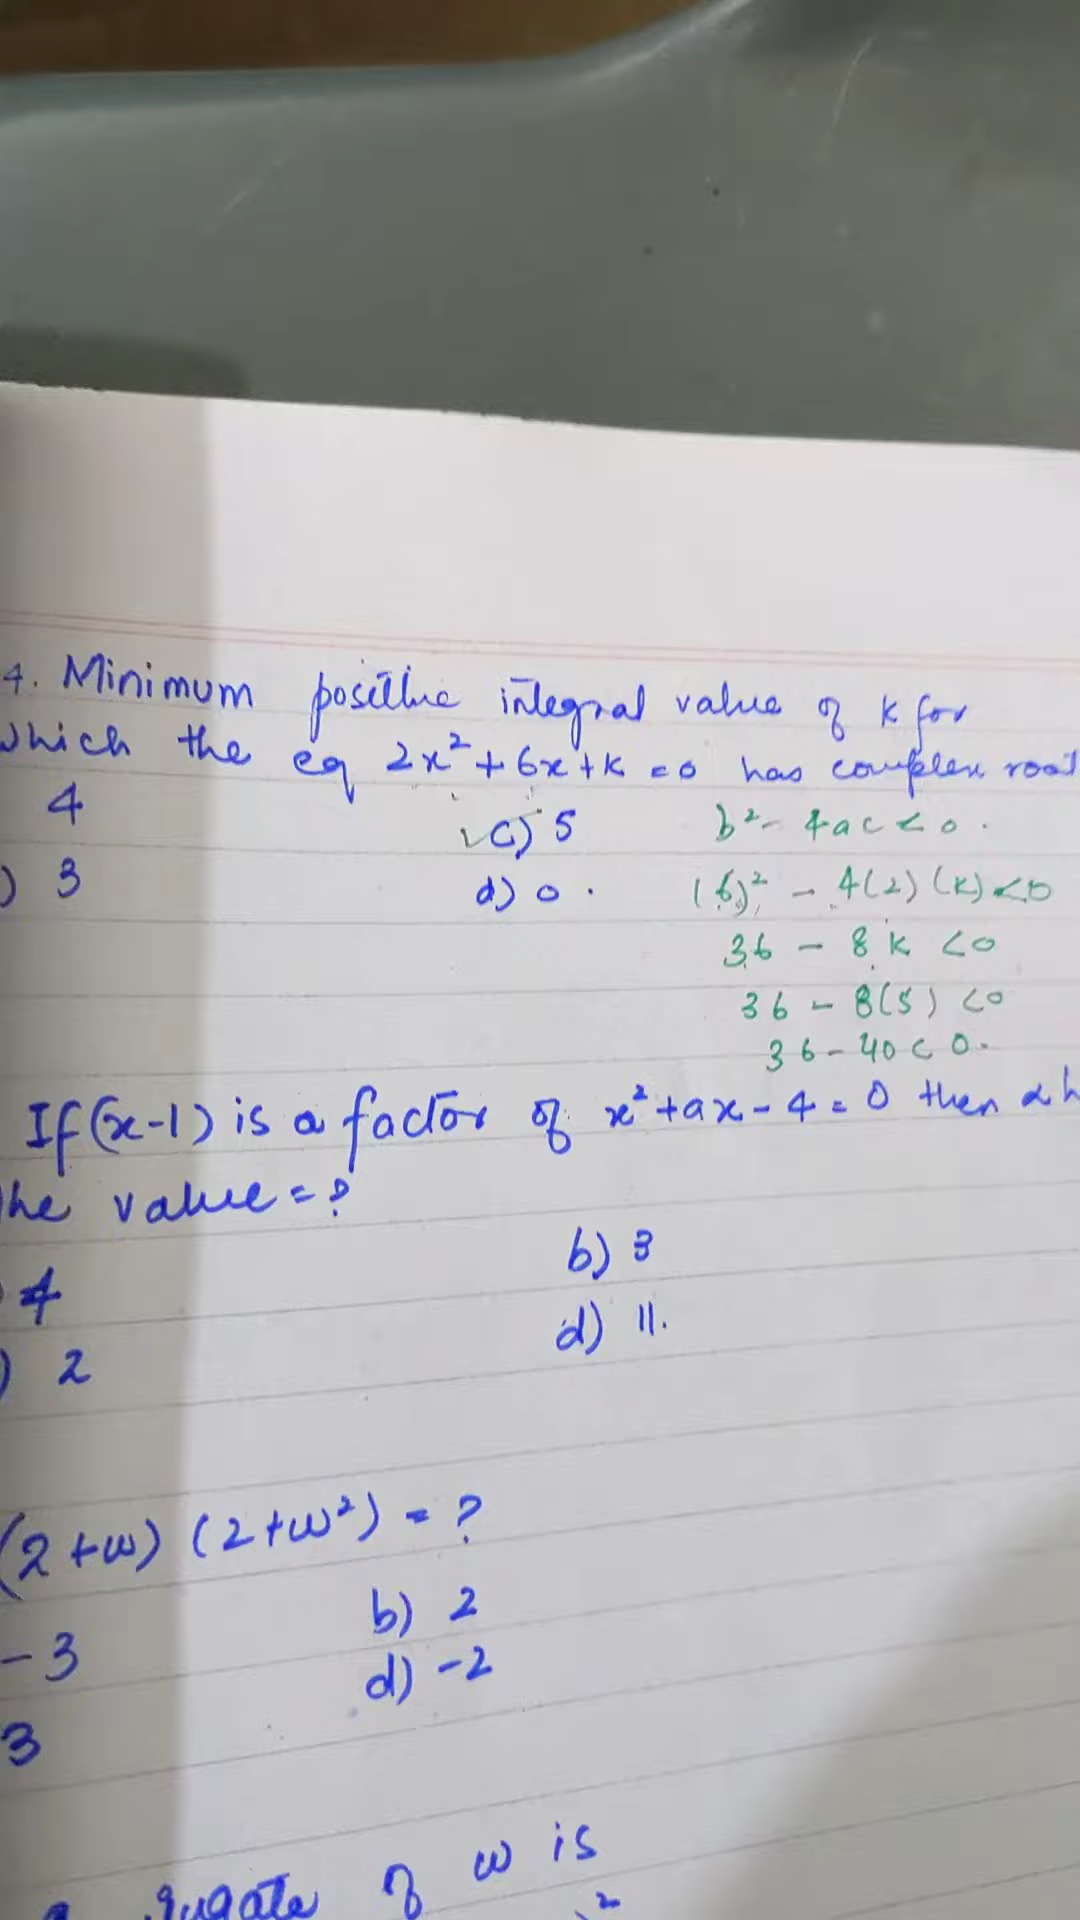 4. Minimum positive integral value of k for
which the eq 2x²+6x+k=0 has complex root
4
c) 5
b²- 4ac<0.
) 3
d) 0.
(6)² - 4(2)(k)<0
36 - 8k <0
36 - 8(5) <0
36-40<0.
If (x-1) is a factor of x²+ax-4=0 then
he value=?
4
b) 3
) 2
d) 11.
(2+ω)(2+ω²)=?
-3
b) 2
d) -2
3
of ω is